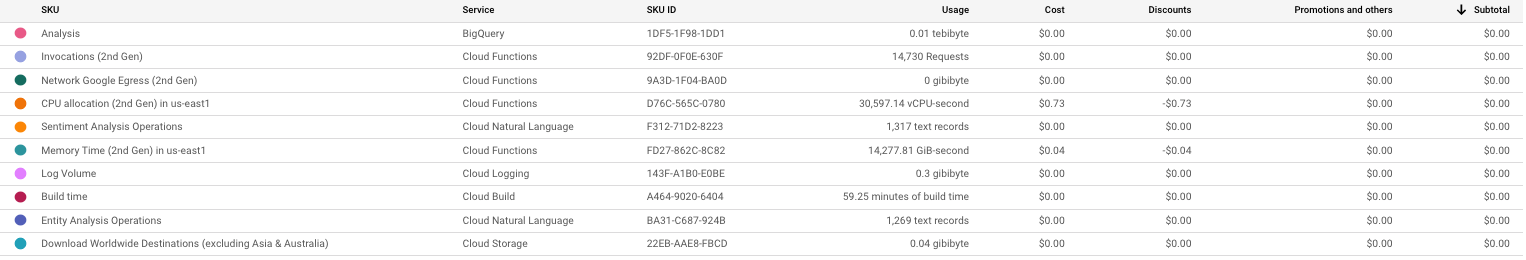 SKU Service SKU ID Usage Cost Discounts Promotions and others ↓ Subtotal
Analysis BigQuery 1DF5-1F98-1DD1 0.01 tebibyte $0.00 $0.00 $0.00 $0.00
Invocations (2nd Gen) Cloud Functions 92DF-0F0E-630F 14,730 Requests $0.00 $0.00 $0.00 $0.00
Network Google Egress (2nd Gen) Cloud Functions 9A3D-1F04-BA0D 0 gibibyte $0.00 $0.00 $0.00 $0.00
CPU allocation (2nd Gen) in us-east1 Cloud Functions D76C-565C-0780 30,597.14 vCPU-second $0.73 -$0.73 $0.00 $0.00
Sentiment Analysis Operations Cloud Natural Language F312-71D2-8223 1,317 text records $0.00 $0.00 $0.00 $0.00
Memory Time (2nd Gen) in us-east1 Cloud Functions FD27-862C-8C82 14,277.81 GiB-second $0.04 -$0.04 $0.00 $0.00
Log Volume Cloud Logging 143F-A1B0-E0BE 0.3 gibibyte $0.00 $0.00 $0.00 $0.00
Build time Cloud Build A464-9020-6404 59.25 minutes of build time $0.00 $0.00 $0.00 $0.00
Entity Analysis Operations Cloud Natural Language BA31-C687-924B 1,269 text records $0.00 $0.00 $0.00 $0.00
Download Worldwide Destinations (excluding Asia & Australia) Cloud Storage 22EB-AAE8-FBCD 0.04 gibibyte $0.00 $0.00 $0.00 $0.00